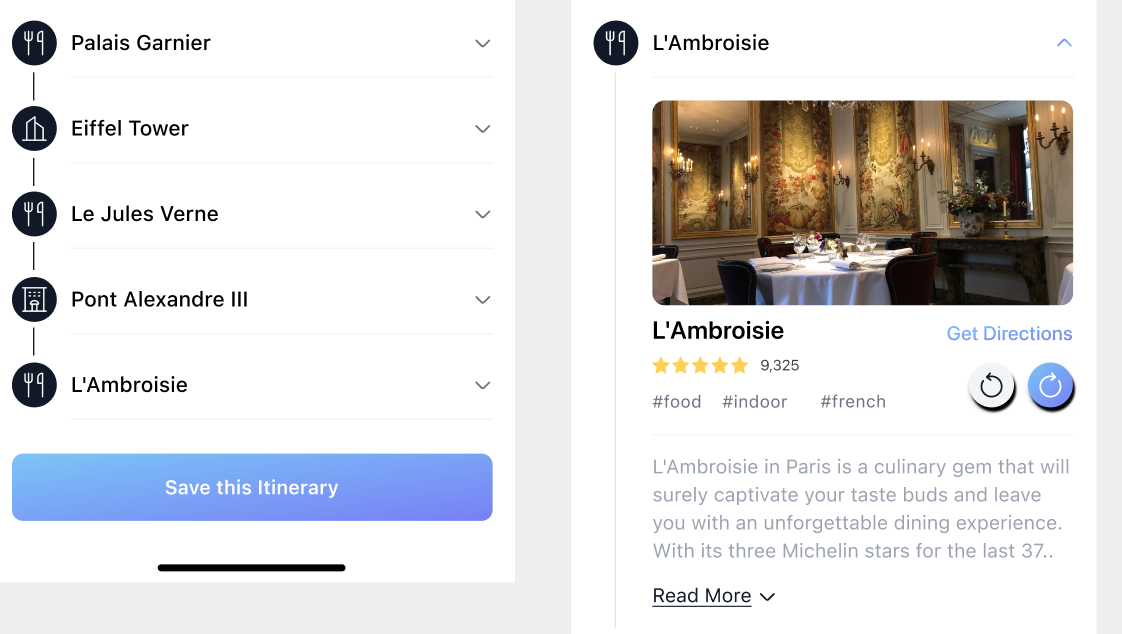 Palais Garnier
Eiffel Tower
Le Jules Verne
Pont Alexandre III
L'Ambroisie
Save this Itinerary
L'Ambroisie
L'Ambroisie
Get Directions
9,325
#food #indoor #french
L'Ambroisie in Paris is a culinary gem that will
surely captivate your taste buds and leave
you with an unforgettable dining experience.
With its three Michelin stars for the last 37..
Read More